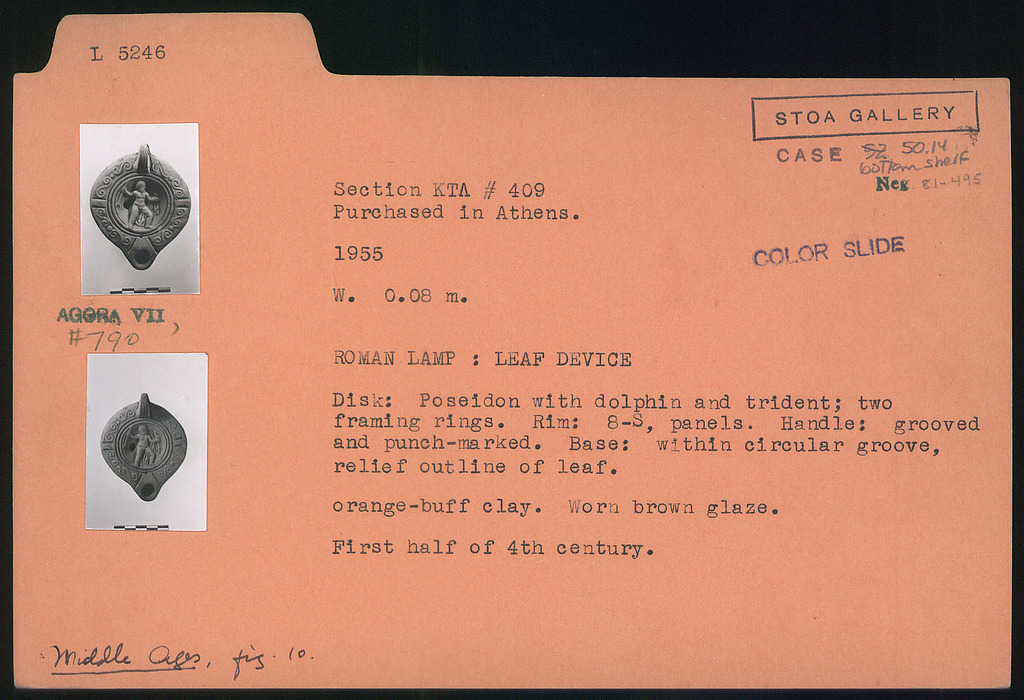 L 5246
STOA GALLERY
CASE 52 50.14
bottom shelf
Neg 81-495
Section KTΛ # 409
Purchased in Athens.
1955
COLOR SLIDE
W. 0.08 m.
AGORA VII,
#790
ROMAN LAMP : LEAF DEVICE
Disk: Poseidon with dolphin and trident; two
framing rings. Rim: 8-S, panels. Handle: grooved
and punch-marked. Base: within circular groove,
relief outline of leaf.
orange-buff clay. Worn brown glaze.
First half of 4th century.
Middle Ages, fig. 10.